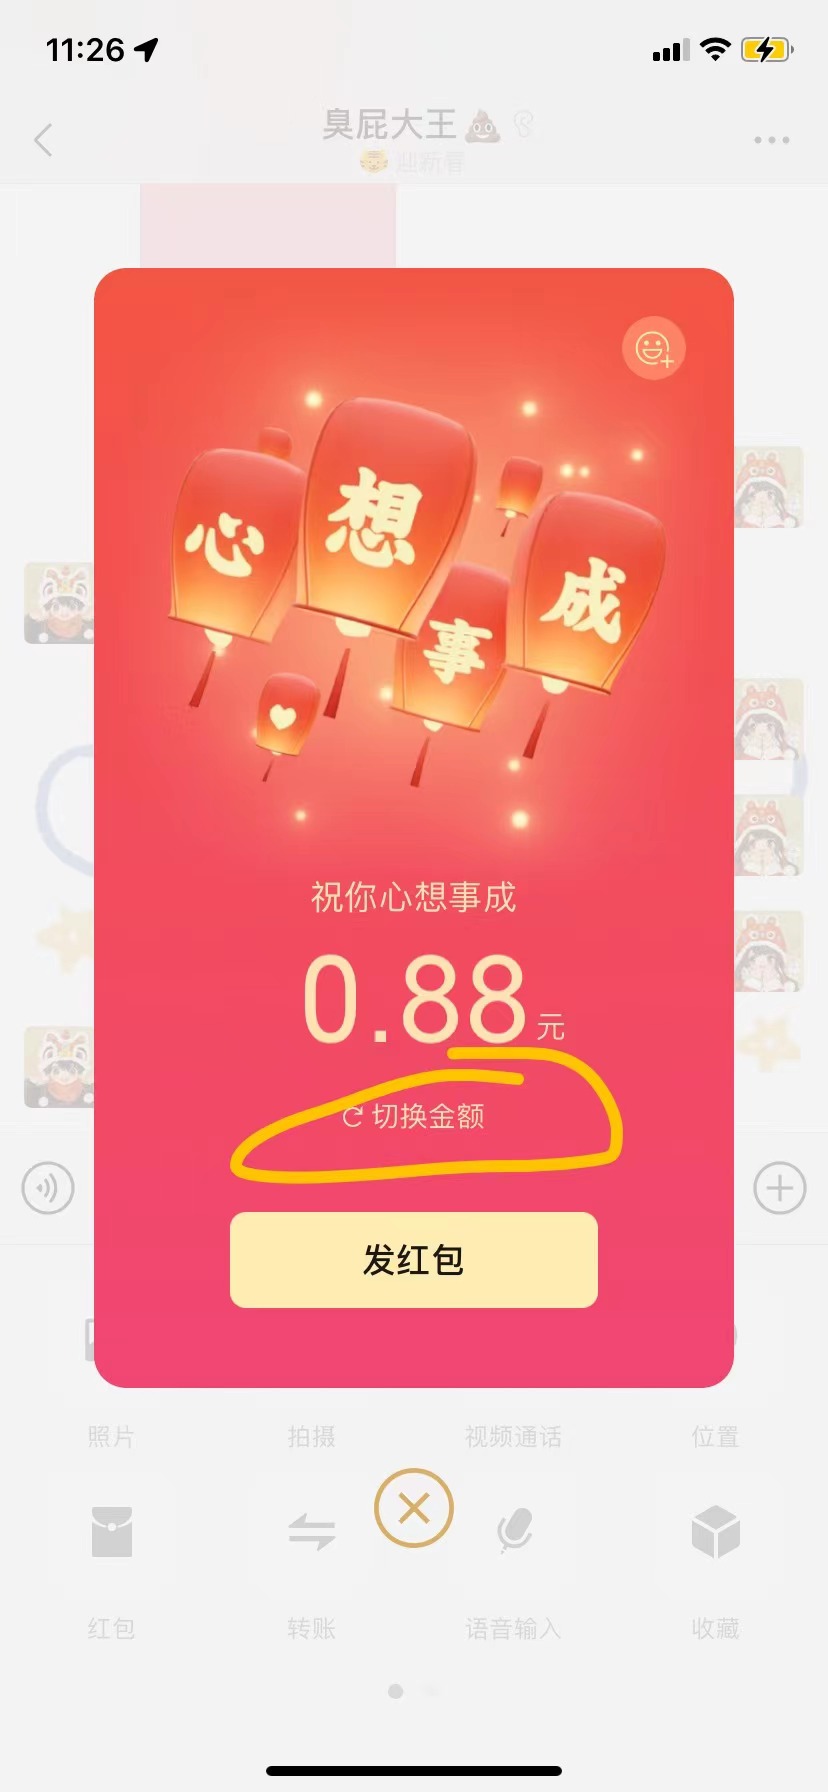 11:26
臭屁大王💩
迎新春
心想事成
祝你心想事成
0.88元
切换金额
发红包
照片 拍摄 视频通话 位置
红包 转账 语音输入 收藏